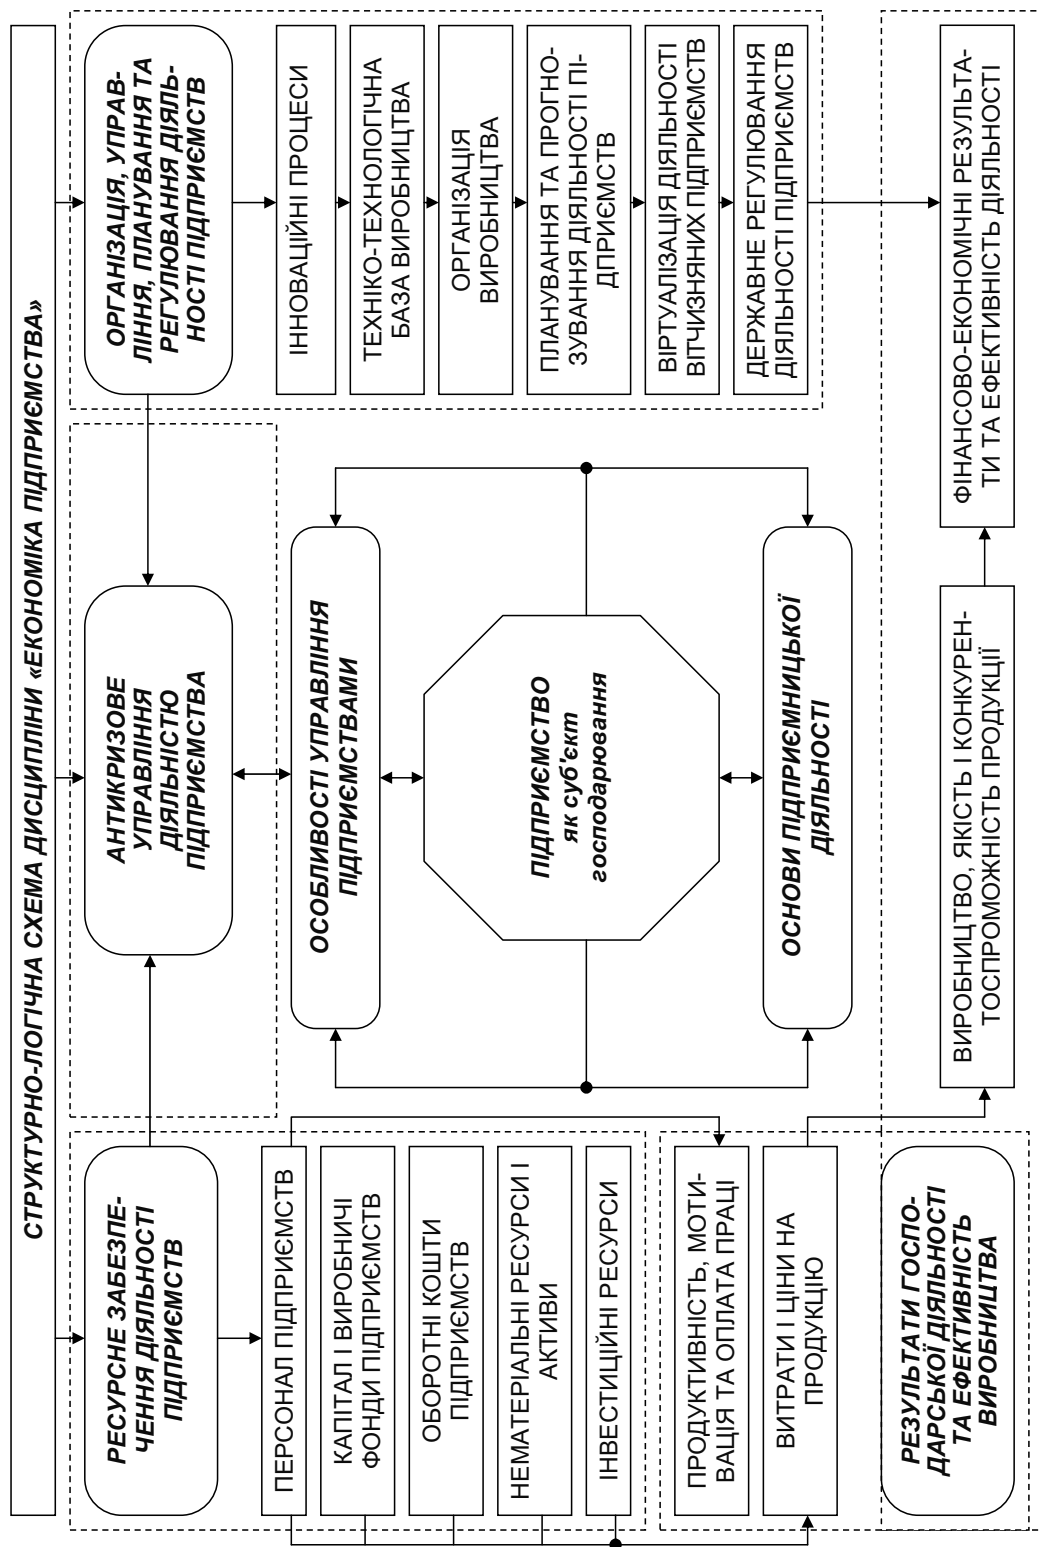 СТРУКТУРНО-ЛОГІЧНА СХЕМА ДИСЦИПЛІНИ «ЕКОНОМІКА ПІДПРИЄМСТВА»
РЕСУРСНЕ ЗАБЕЗПЕ-
ЧЕННЯ ДІЯЛЬНОСТІ
ПІДПРИЄМСТВ
ПЕРСОНАЛ ПІДПРИЄМСТВ
КАПІТАЛ І ВИРОБНИЧІ
ФОНДИ ПІДПРИЄМСТВ
ОБОРОТНІ КОШТИ
ПІДПРИЄМСТВ
НЕМАТЕРІАЛЬНІ РЕСУРСИ І
АКТИВИ
ІНВЕСТИЦІЙНІ РЕСУРСИ
ПРОДУКТИВНІСТЬ, МОТИ-
ВАЦІЯ ТА ОПЛАТА ПРАЦІ
ВИТРАТИ І ЦІНИ НА
ПРОДУКЦІЮ
РЕЗУЛЬТАТИ ГОСПО-
ДАРСЬКОЇ ДІЯЛЬНОСТІ
ТА ЕФЕКТИВНІСТЬ
ВИРОБНИЦТВА
АНТИКРИЗОВЕ
УПРАВЛІННЯ
ДІЯЛЬНІСТЮ
ПІДПРИЄМСТВА
ОСОБЛИВОСТІ УПРАВЛІННЯ
ПІДПРИЄМСТВАМИ
ПІДПРИЄМСТВО
як суб'єкт
господарювання
ОСНОВИ ПІДПРИЄМНИЦЬКОЇ
ДІЯЛЬНОСТІ
ВИРОБНИЦТВО, ЯКІСТЬ І КОНКУРЕН-
ТОСПРОМОЖНІСТЬ ПРОДУКЦІЇ
ОРГАНІЗАЦІЯ, УПРАВ-
ЛІННЯ, ПЛАНУВАННЯ ТА
РЕГУЛЮВАННЯ ДІЯЛЬ-
НОСТІ ПІДПРИЄМСТВ
ІННОВАЦІЙНІ ПРОЦЕСИ
ТЕХНІКО-ТЕХНОЛОГІЧНА
БАЗА ВИРОБНИЦТВА
ОРГАНІЗАЦІЯ
ВИРОБНИЦТВА
ПЛАНУВАННЯ ТА ПРОГНО-
ЗУВАННЯ ДІЯЛЬНОСТІ ПІ-
ДПРИЄМСТВ
ВІРТУАЛІЗАЦІЯ ДІЯЛЬНОСТІ
ВІТЧИЗНЯНИХ ПІДПРИЄМСТВ
ДЕРЖАВНЕ РЕГУЛЮВАННЯ
ДІЯЛЬНОСТІ ПІДПРИЄМСТВ
ФІНАНСОВО-ЕКОНОМІЧНІ РЕЗУЛЬТА-
ТИ ТА ЕФЕКТИВНІСТЬ ДІЯЛЬНОСТІ